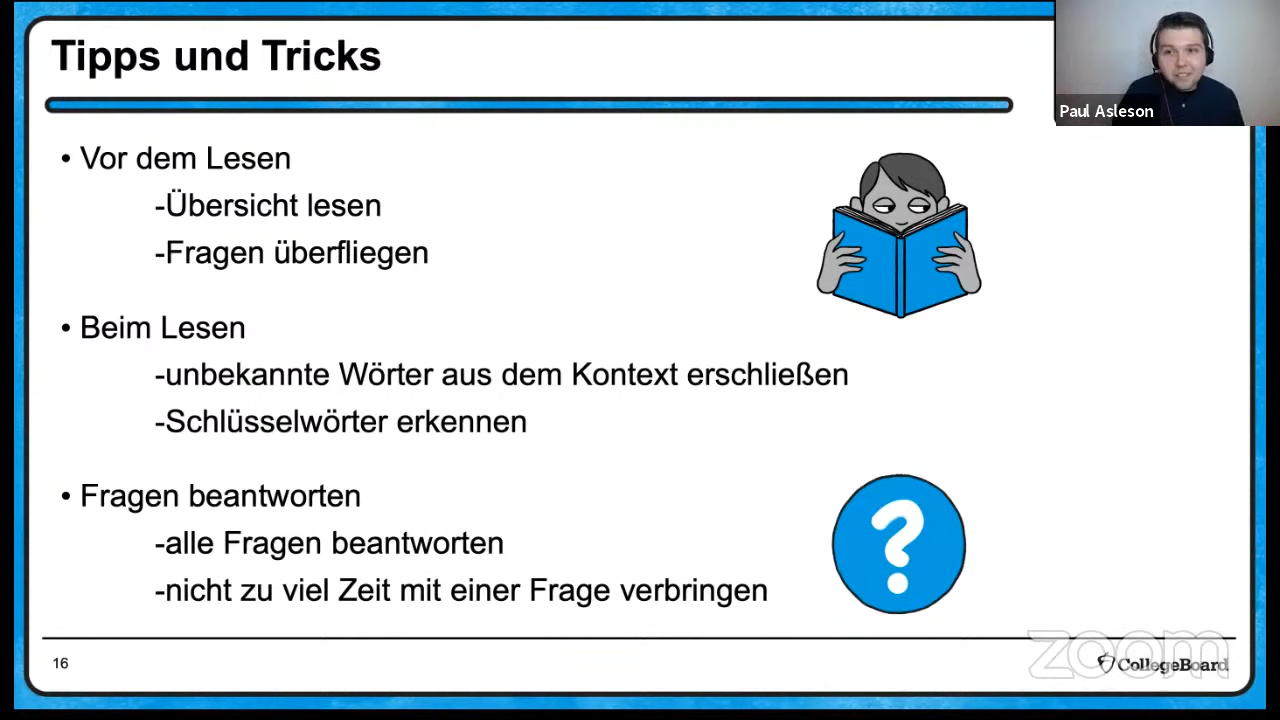 Tipps und Tricks
Paul Asleson
• Vor dem Lesen
-Übersicht lesen
-Fragen überfliegen
• Beim Lesen
-unbekannte Wörter aus dem Kontext erschließen
-Schlüsselwörter erkennen
• Fragen beantworten
-alle Fragen beantworten
-nicht zu viel Zeit mit einer Frage verbringen
zoom
16
CollegeBoard